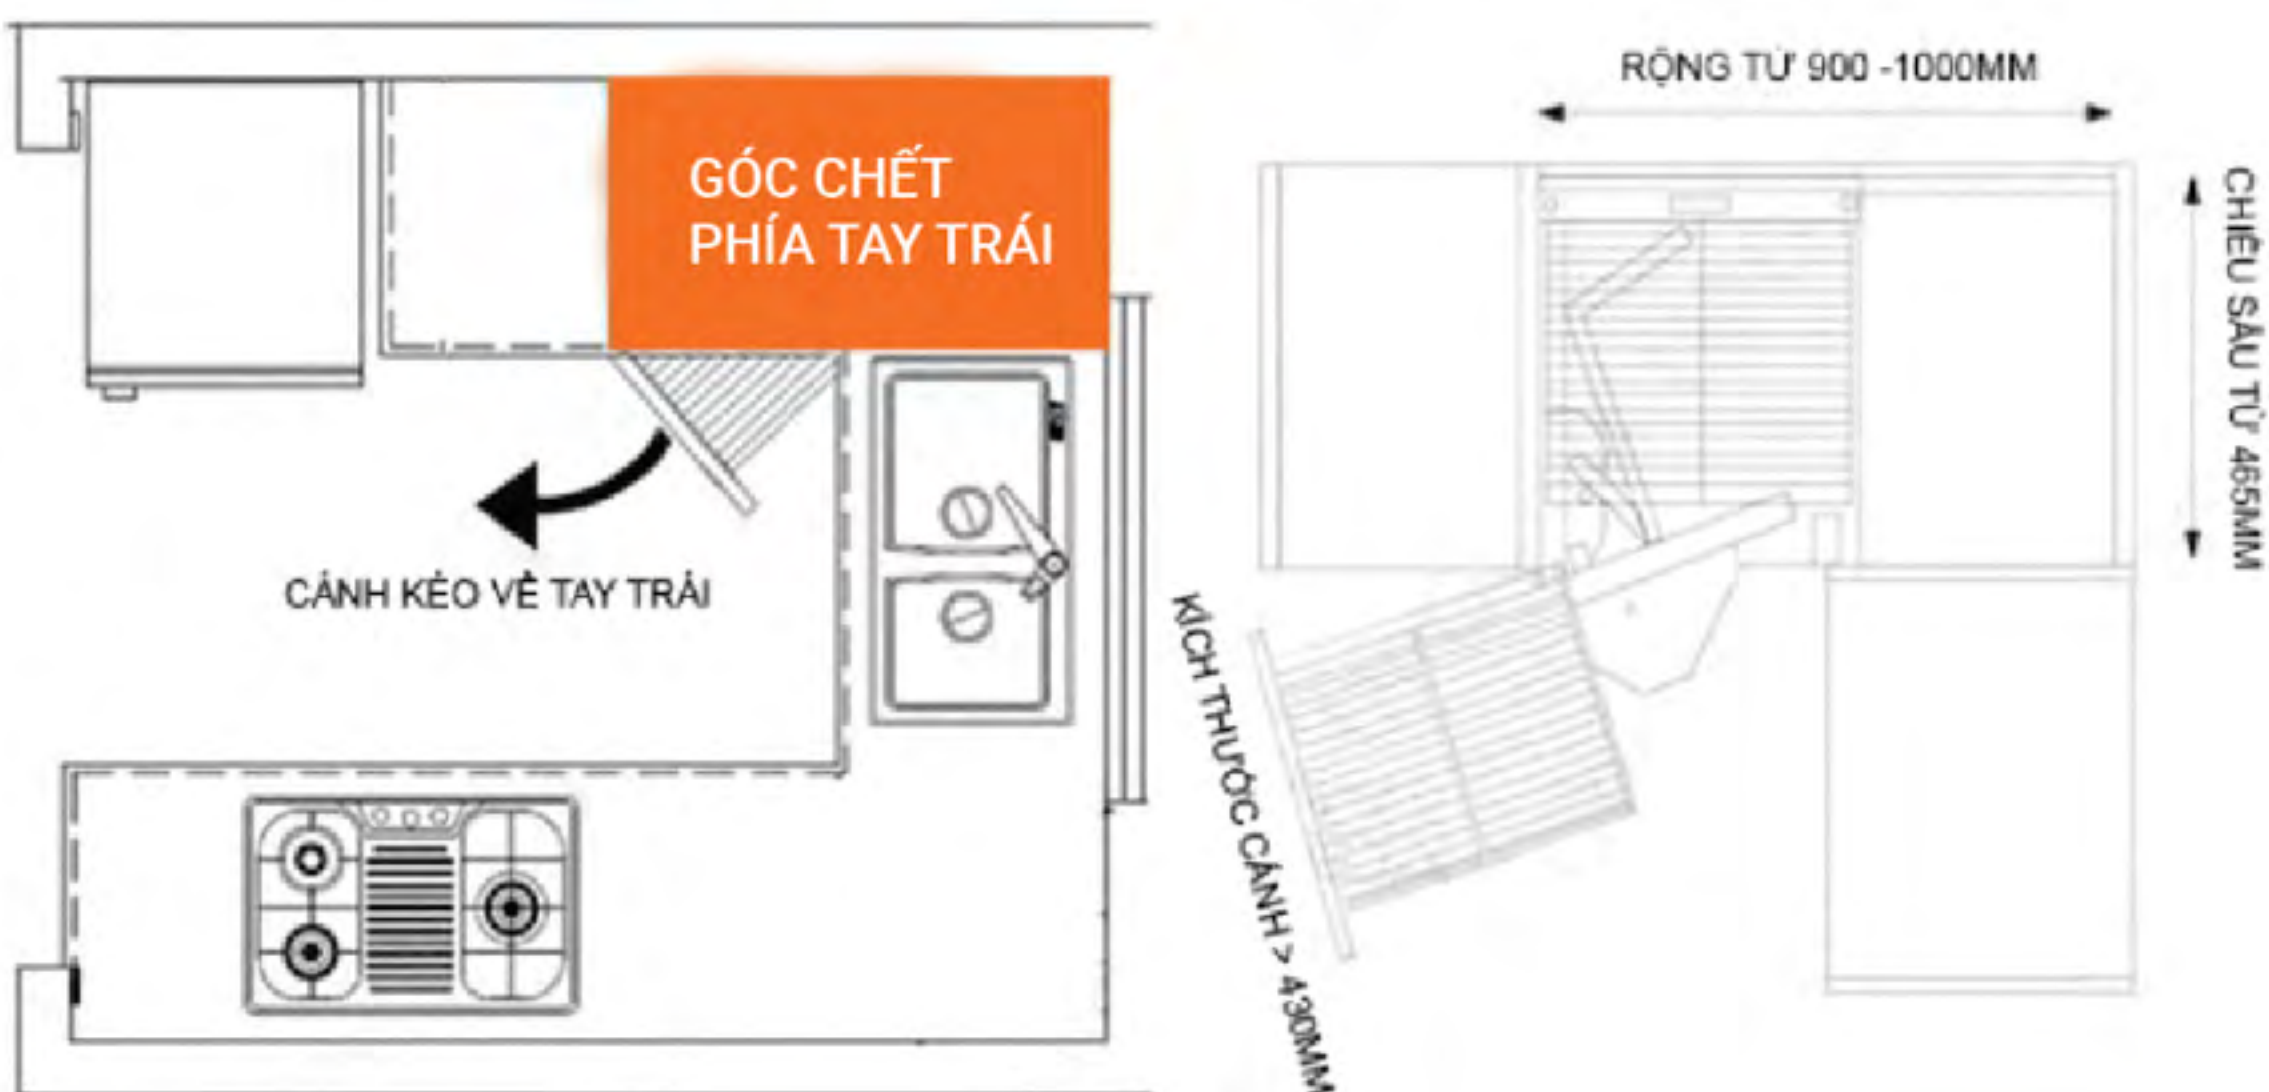 GÓC CHẾT
PHÍA TAY TRÁI
CÁNH KÉO VỀ TAY TRÁI
RỘNG TỪ 900 -1000MM
CHIỀU SÂU TỪ 465MM
KÍCH THƯỚC CÁNH > 430MM